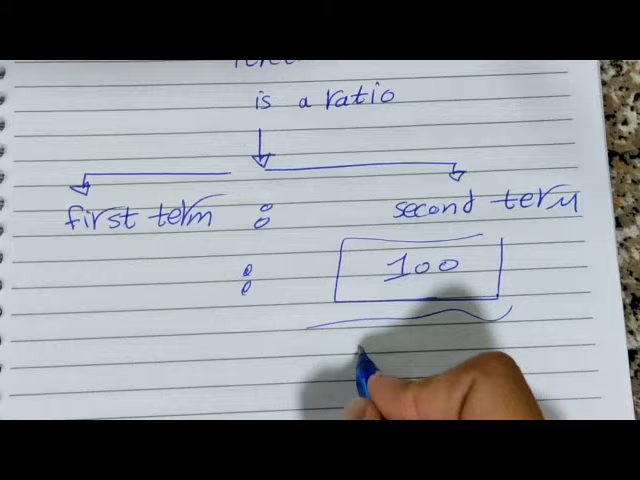 is a ratio
first term : second term
: 100